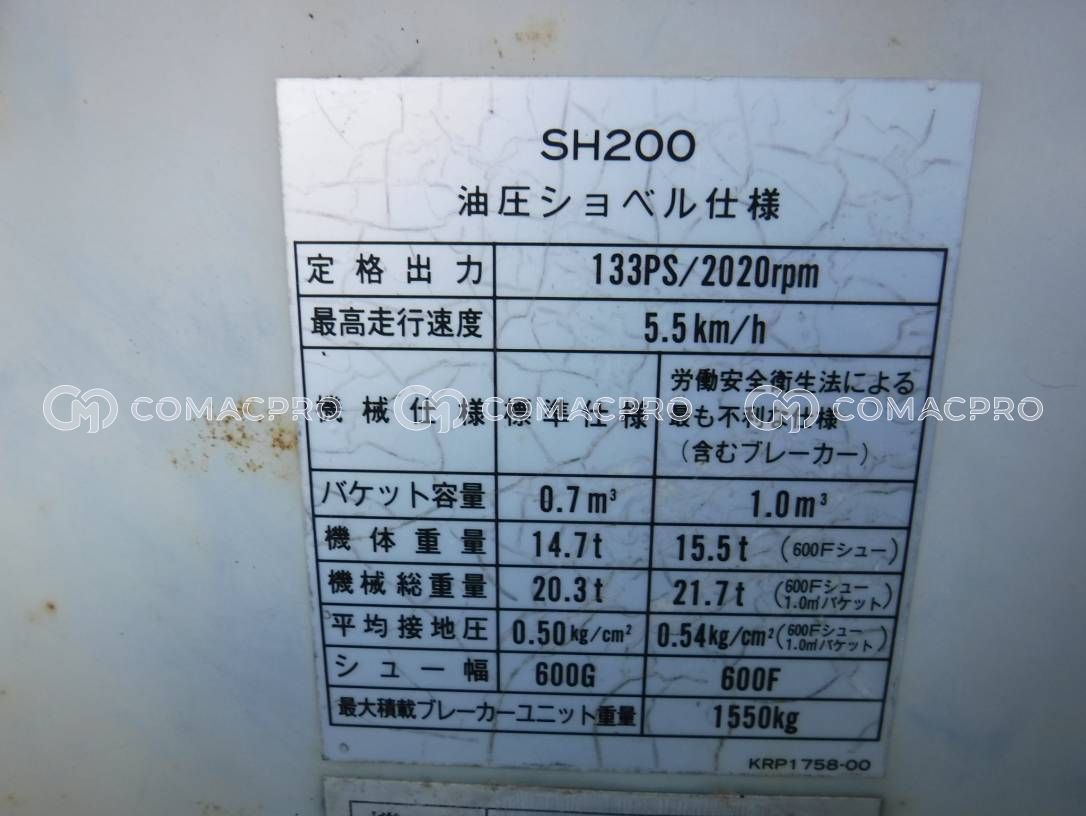 SH200
油圧ショベル仕様
定格出力 133PS/2020rpm
最高走行速度 5.5km/h
機械仕様 標準仕様 労働安全衛生法による
最も不利な仕様
(含むブレーカー)
バケット容量 0.7m³ 1.0m³
機体重量 14.7t 15.5t (600Fシュー)
機械総重量 20.3t 21.7t (600Fシュー
1.0㎥バケット)
平均接地圧 0.50kg/cm² 0.54kg/cm² (600Fシュー
1.0㎥バケット)
シュー幅 600G 600F
最大積載ブレーカーユニット重量 1550kg
KRP1758-00
COMACPRO COMACPRO COMACPRO